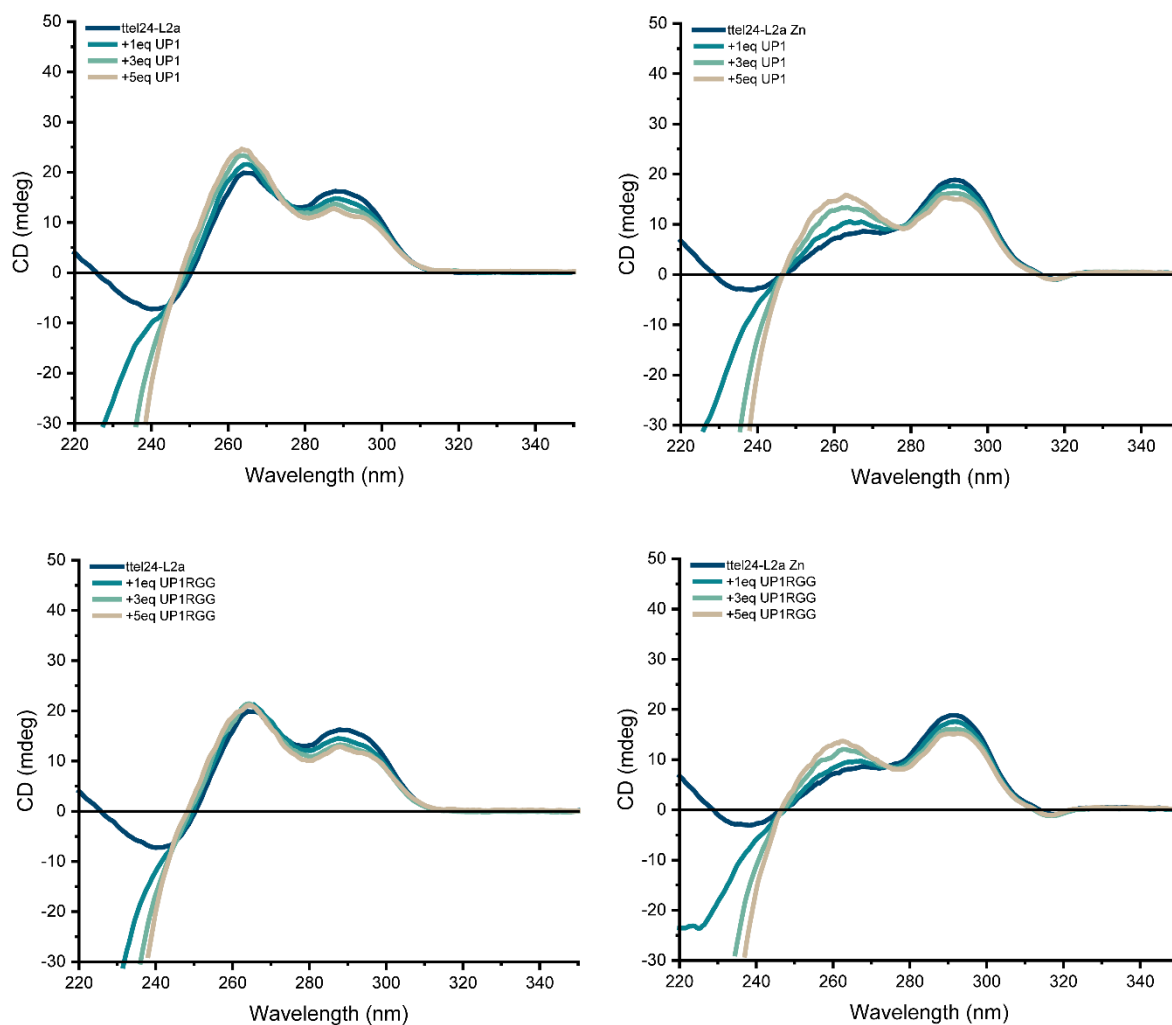 50
40
30
20
10
0
-10
-20
-30
CD (mdeg)
ttel24-L2a
+1eq UP1
+3eq UP1
+5eq UP1
220 240 260 280 300 320 340
Wavelength (nm)
50
40
30
20
10
0
-10
-20
-30
CD (mdeg)
ttel24-L2a Zn
+1eq UP1
+3eq UP1
+5eq UP1
220 240 260 280 300 320 340
Wavelength (nm)
50
40
30
20
10
0
-10
-20
-30
CD (mdeg)
ttel24-L2a
+1eq UP1RGG
+3eq UP1RGG
+5eq UP1RGG
220 240 260 280 300 320 340
Wavelength (nm)
50
40
30
20
10
0
-10
-20
-30
CD (mdeg)
ttel24-L2a Zn
+1eq UP1RGG
+3eq UP1RGG
+5eq UP1RGG
220 240 260 280 300 320 340
Wavelength (nm)